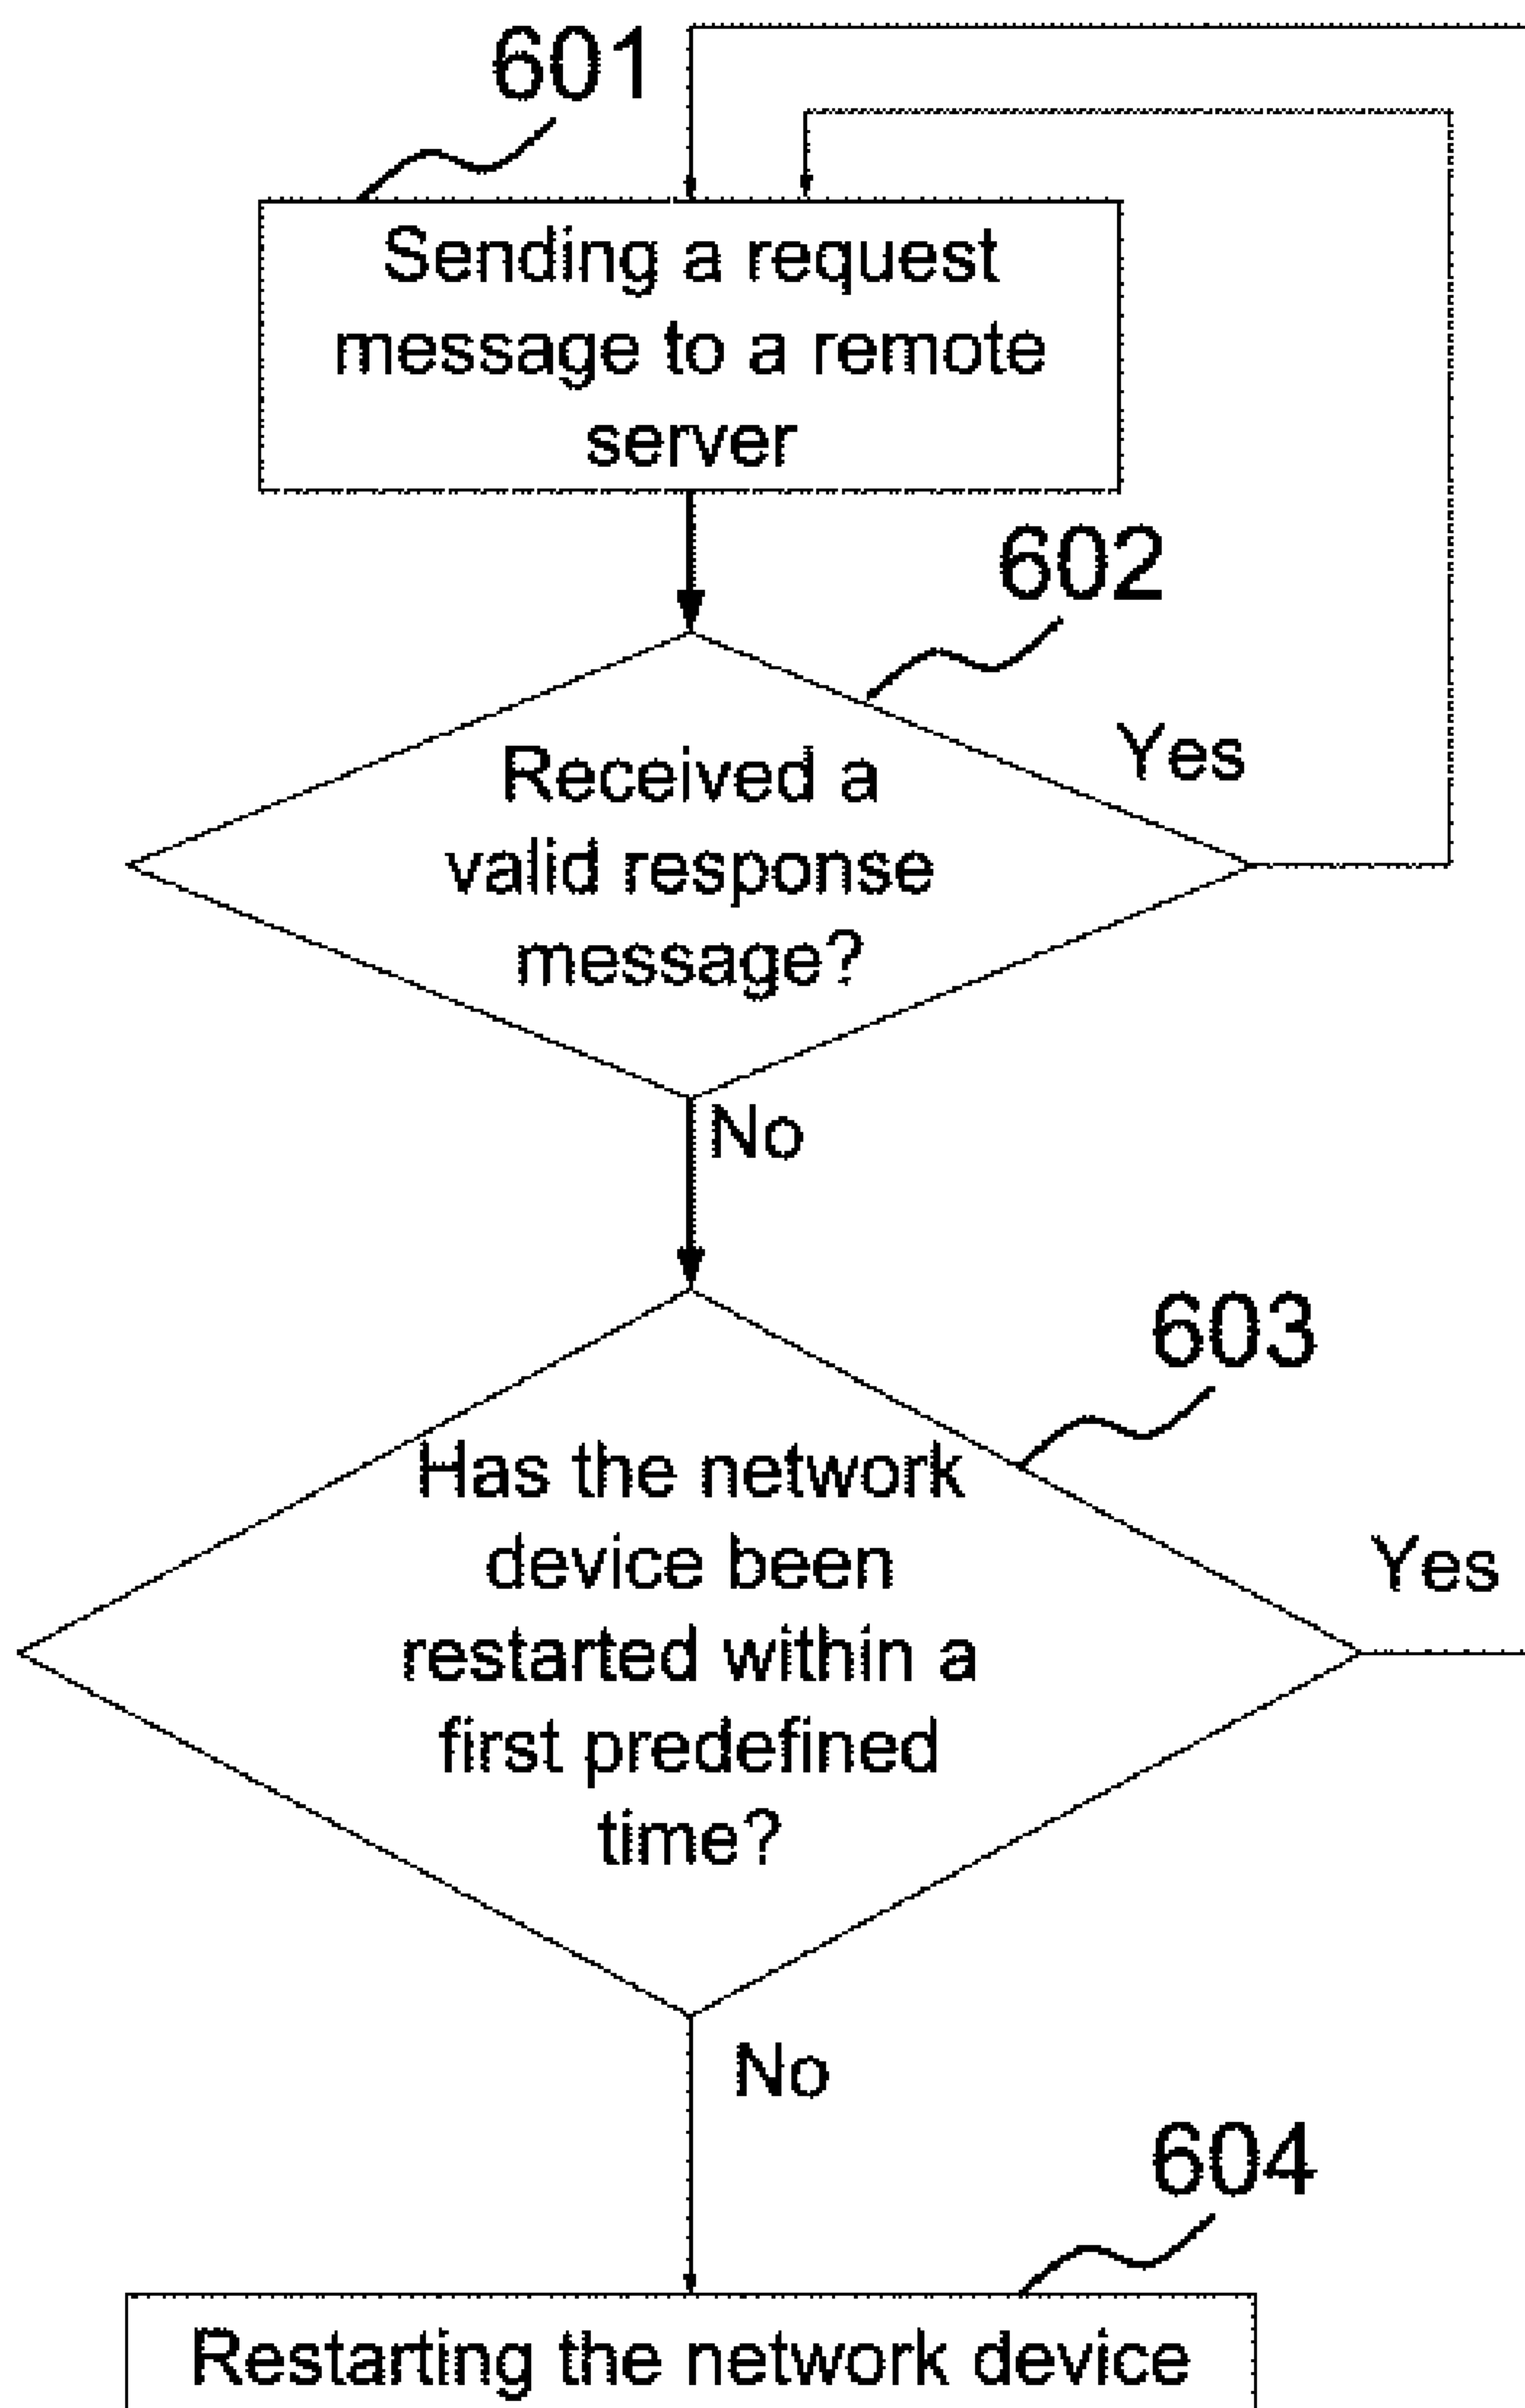 601
Sending a request
message to a remote
server
602
Received a
valid response
message?
Yes
No
603
Has the network
device been
restarted within a
first predefined
time?
Yes
No
604
Restarting the network device